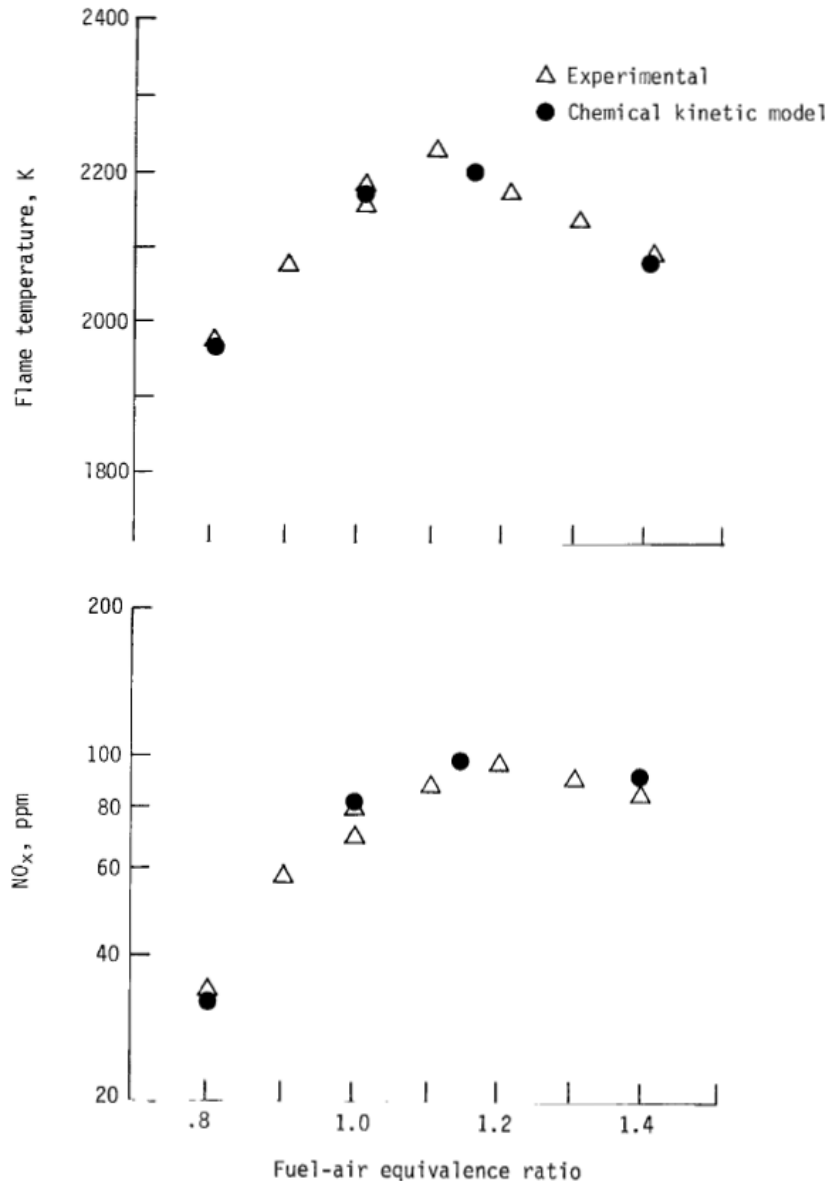 2400
Experimental
Chemical kinetic model
2200
Flame temperature, K
2000
1800
200
100
80
NOx, ppm
60
40
20
.8 1.0 1.2 1.4
Fuel-air equivalence ratio